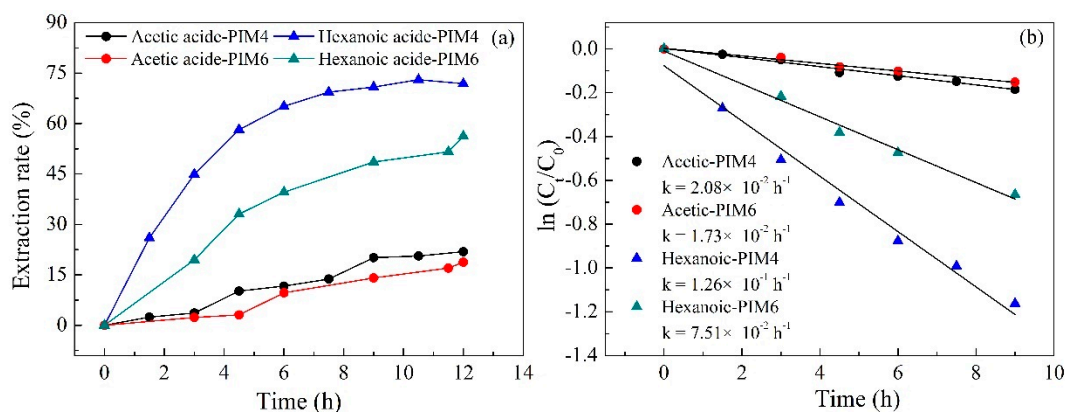 90
75
60
45
30
15
0
Extraction rate (%)
Acetic acide-PIM4
Hexanoic acide-PIM4
Acetic acide-PIM6
Hexanoic acide-PIM6
(a)
0 2 4 6 8 10 12 14
Time (h)
0.0
-0.2
-0.4
-0.6
-0.8
-1.0
-1.2
-1.4
ln (Ct/C0)
(b)
Acetic-PIM4
k = 2.08× 10⁻² h⁻¹
Acetic-PIM6
k = 1.73× 10⁻² h⁻¹
Hexanoic-PIM4
k = 1.26× 10⁻¹ h⁻¹
Hexanoic-PIM6
k = 7.51× 10⁻² h⁻¹
0 2 4 6 8 10
Time (h)